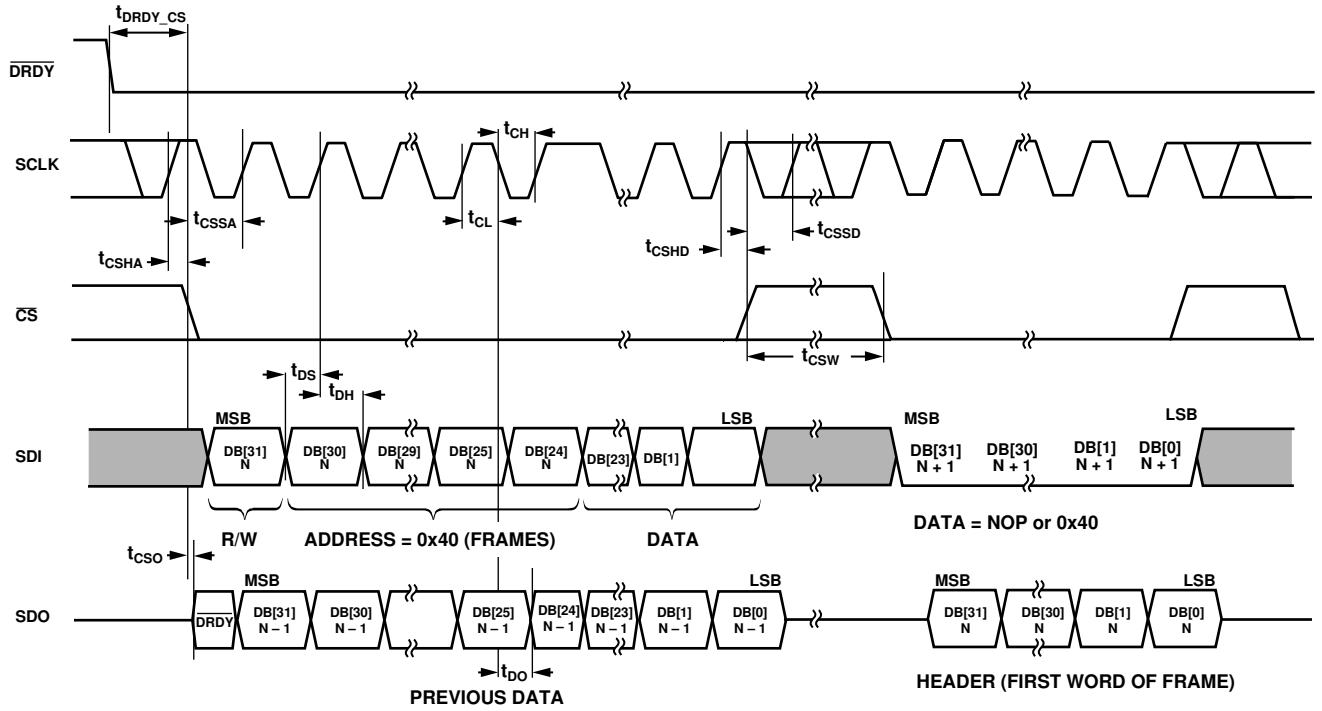 tDRDY_CS
DRDY
SCLK
tCH
tCSSA
tCL
tCSHD
tCSSD
tCSHA
CS
tCSW
tDS
tDH
SDI
MSB
DB[31] N
DB[30] N
DB[29] N
DB[25] N
DB[24] N
DB[23]
DB[1]
LSB
MSB
DB[31] N + 1
DB[30] N + 1
DB[1] N + 1
DB[0] N + 1
LSB
R/W
ADDRESS = 0x40 (FRAMES)
DATA
DATA = NOP or 0x40
tCSO
SDO
DRDY
MSB
DB[31] N – 1
DB[30] N – 1
DB[25] N – 1
DB[24] N – 1
DB[23] N – 1
DB[1] N – 1
DB[0] N – 1
LSB
MSB
DB[31] N
DB[30] N
DB[1] N
DB[0] N
LSB
tDO
PREVIOUS DATA
HEADER (FIRST WORD OF FRAME)